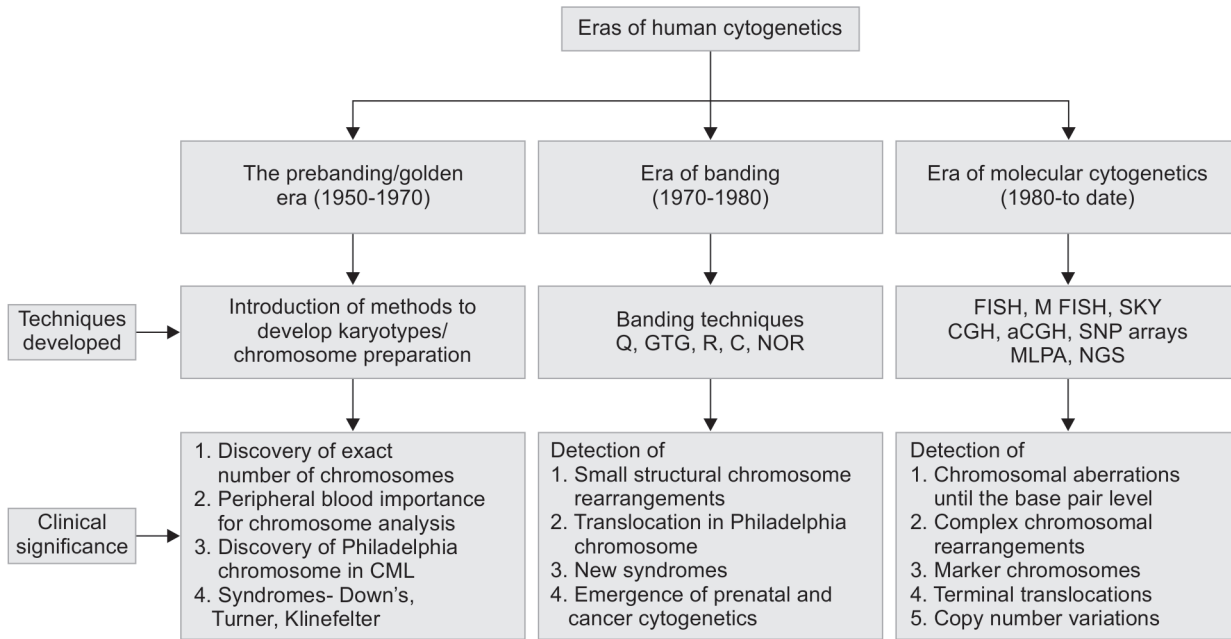 Eras of human cytogenetics
The prebanding/golden
era (1950-1970)
Era of banding
(1970-1980)
Era of molecular cytogenetics
(1980-to date)
Techniques
developed
Introduction of methods to
develop karyotypes/
chromosome preparation
Banding techniques
Q, GTG, R, C, NOR
FISH, M FISH, SKY
CGH, aCGH, SNP arrays
MLPA, NGS
Clinical
significance
1. Discovery of exact
number of chromosomes
2. Peripheral blood importance
for chromosome analysis
3. Discovery of Philadelphia
chromosome in CML
4. Syndromes- Down's,
Turner, Klinefelter
Detection of
1. Small structural chromosome
rearrangements
2. Translocation in Philadelphia
chromosome
3. New syndromes
4. Emergence of prenatal and
cancer cytogenetics
Detection of
1. Chromosomal aberrations
until the base pair level
2. Complex chromosomal
rearrangements
3. Marker chromosomes
4. Terminal translocations
5. Copy number variations